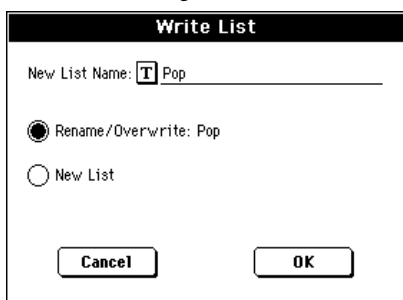 Write List
New List Name: T Pop
Rename/Overwrite: Pop
New List
Cancel OK